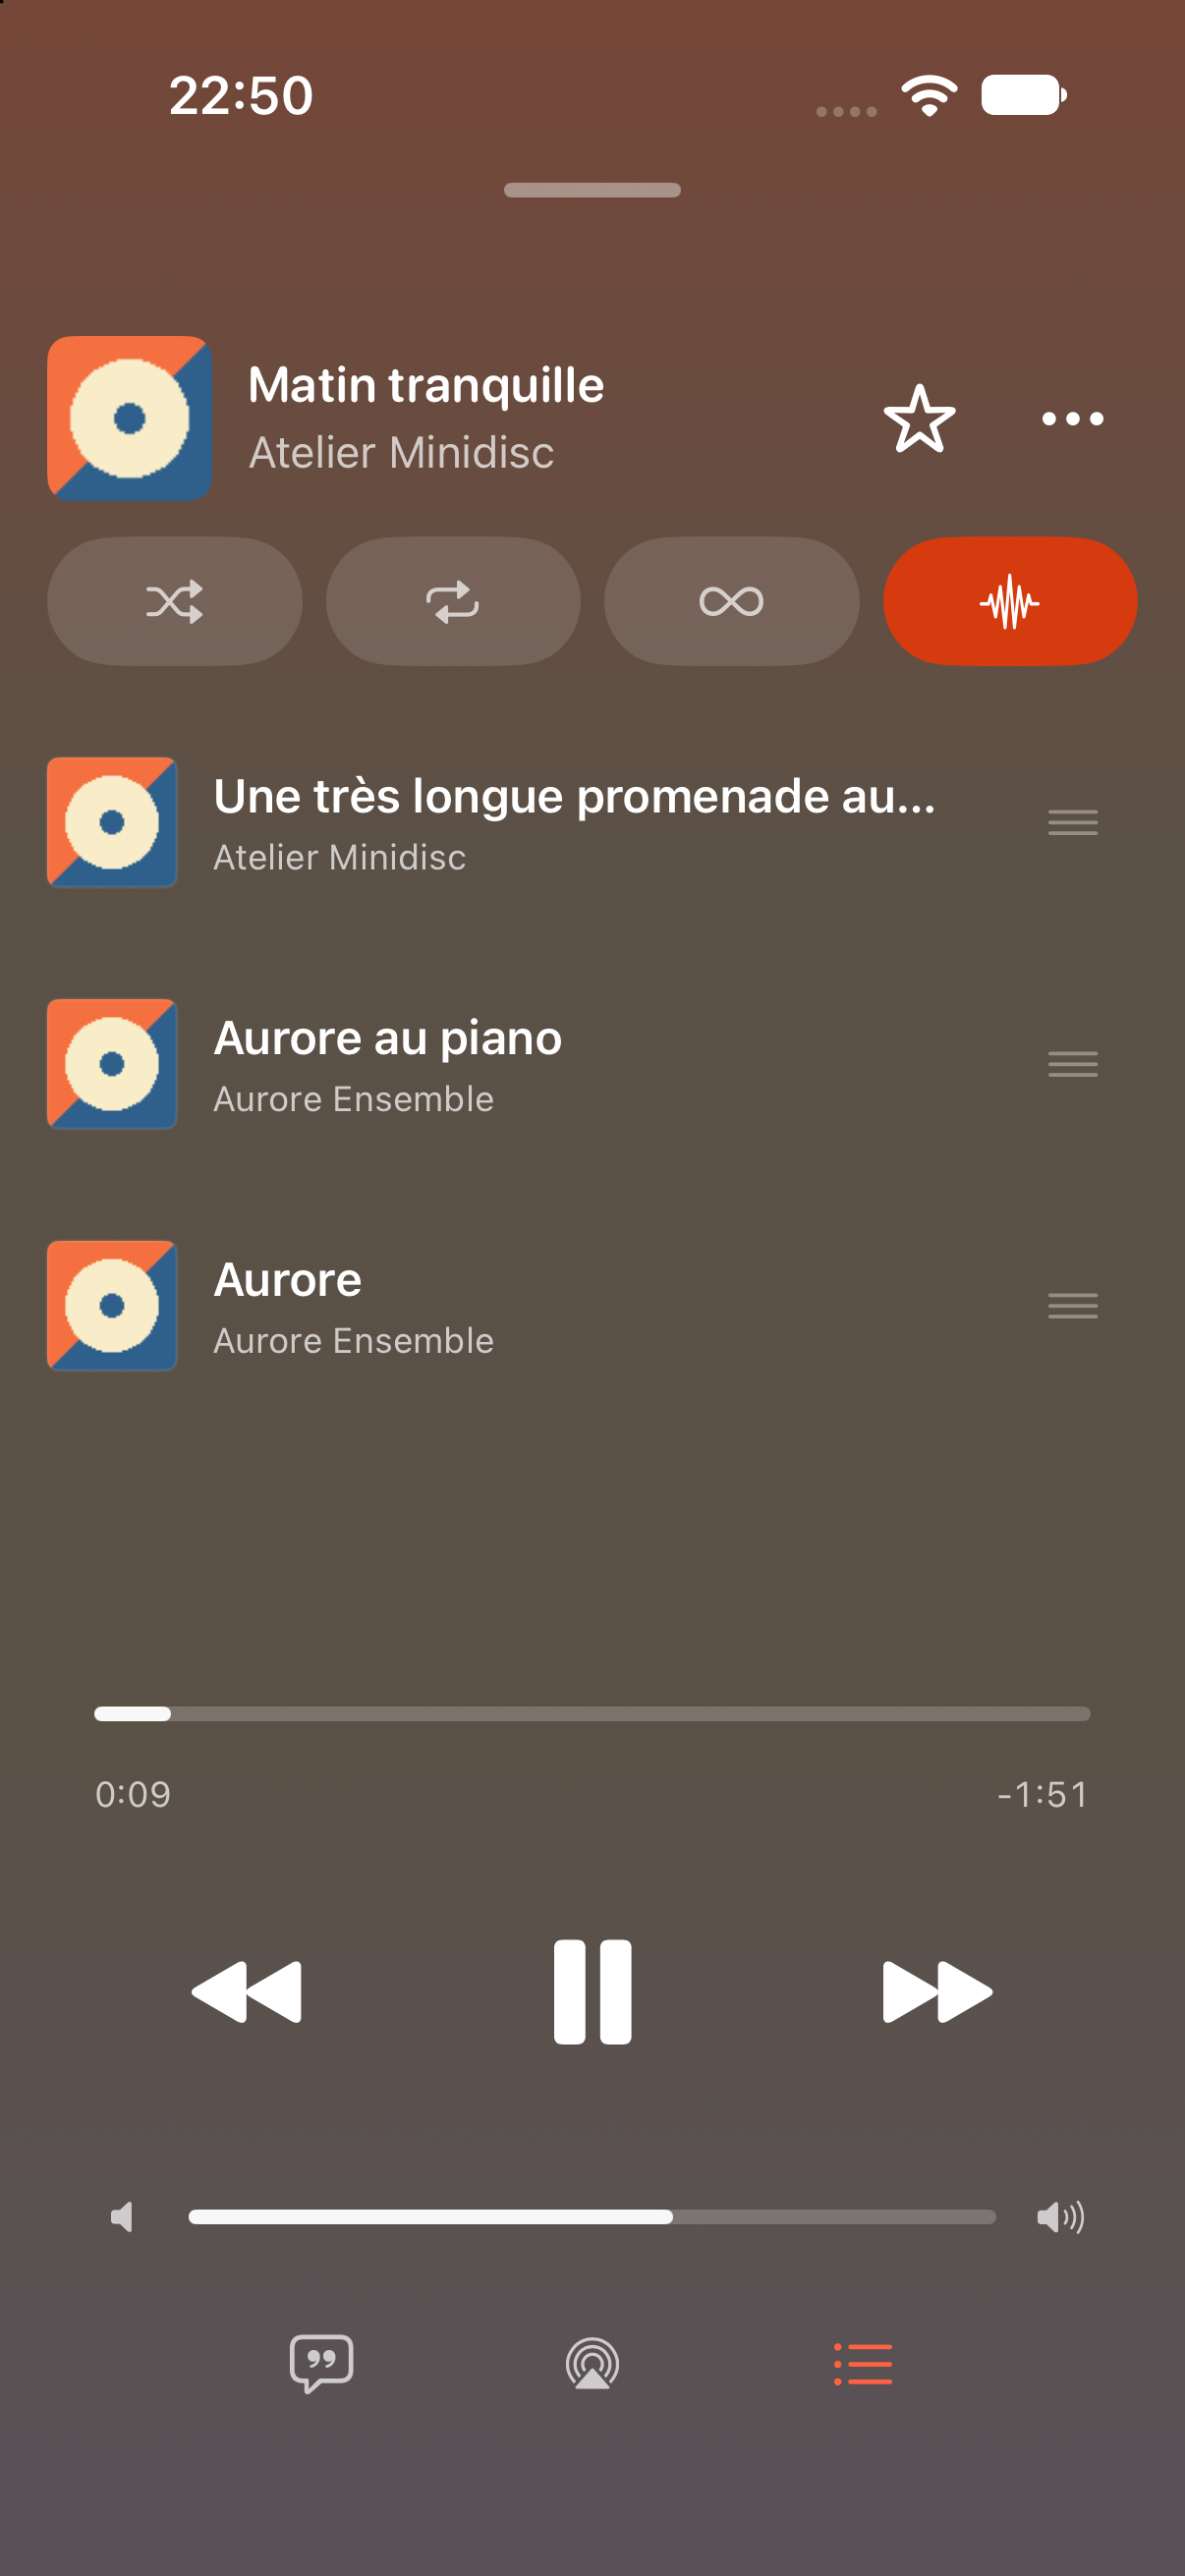 22:50
Matin tranquille
Atelier Minidisc
Une très longue promenade au...
Atelier Minidisc
Aurore au piano
Aurore Ensemble
Aurore
Aurore Ensemble
0:09
-1:51